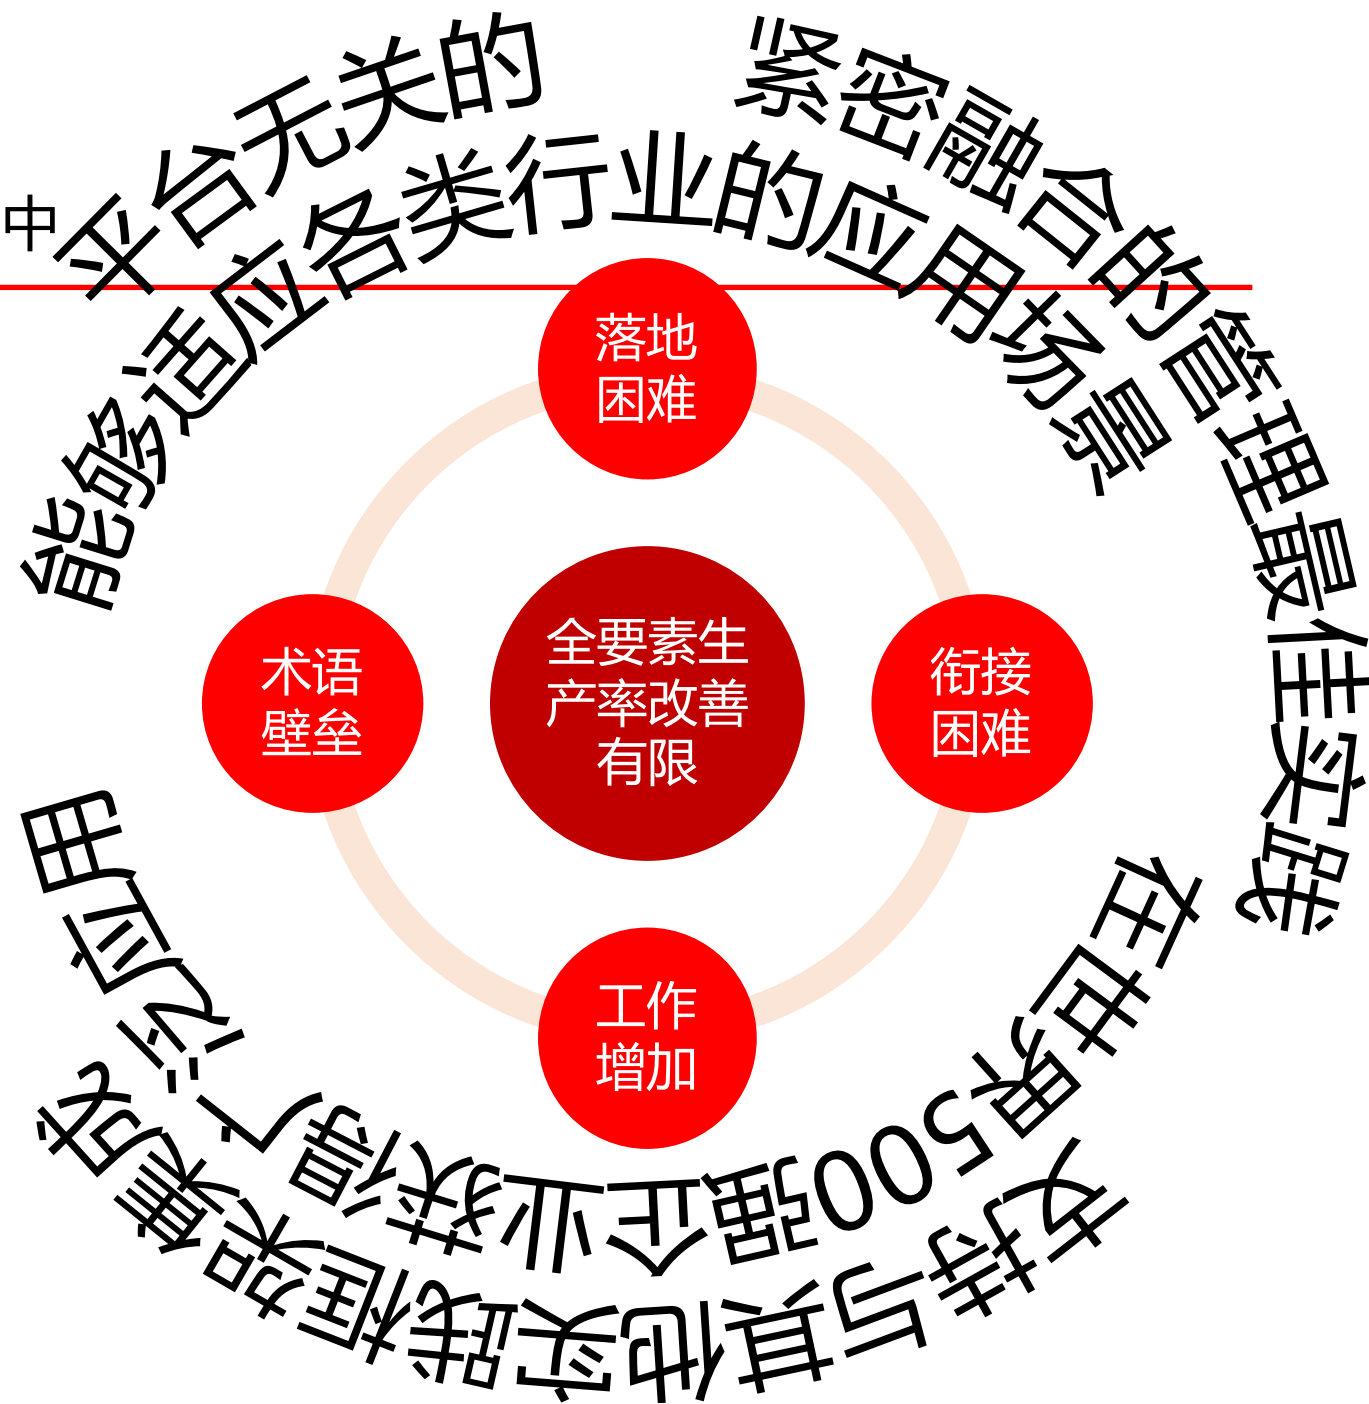 平台无关的
紧密融合的管理最佳实践
中
能够适应各类行业的应用场景
落地
困难
术语
壁垒
全要素生
产率改善
有限
衔接
困难
工作
增加
在世界500强企业获得广泛应用
支持与其他实践框架集成